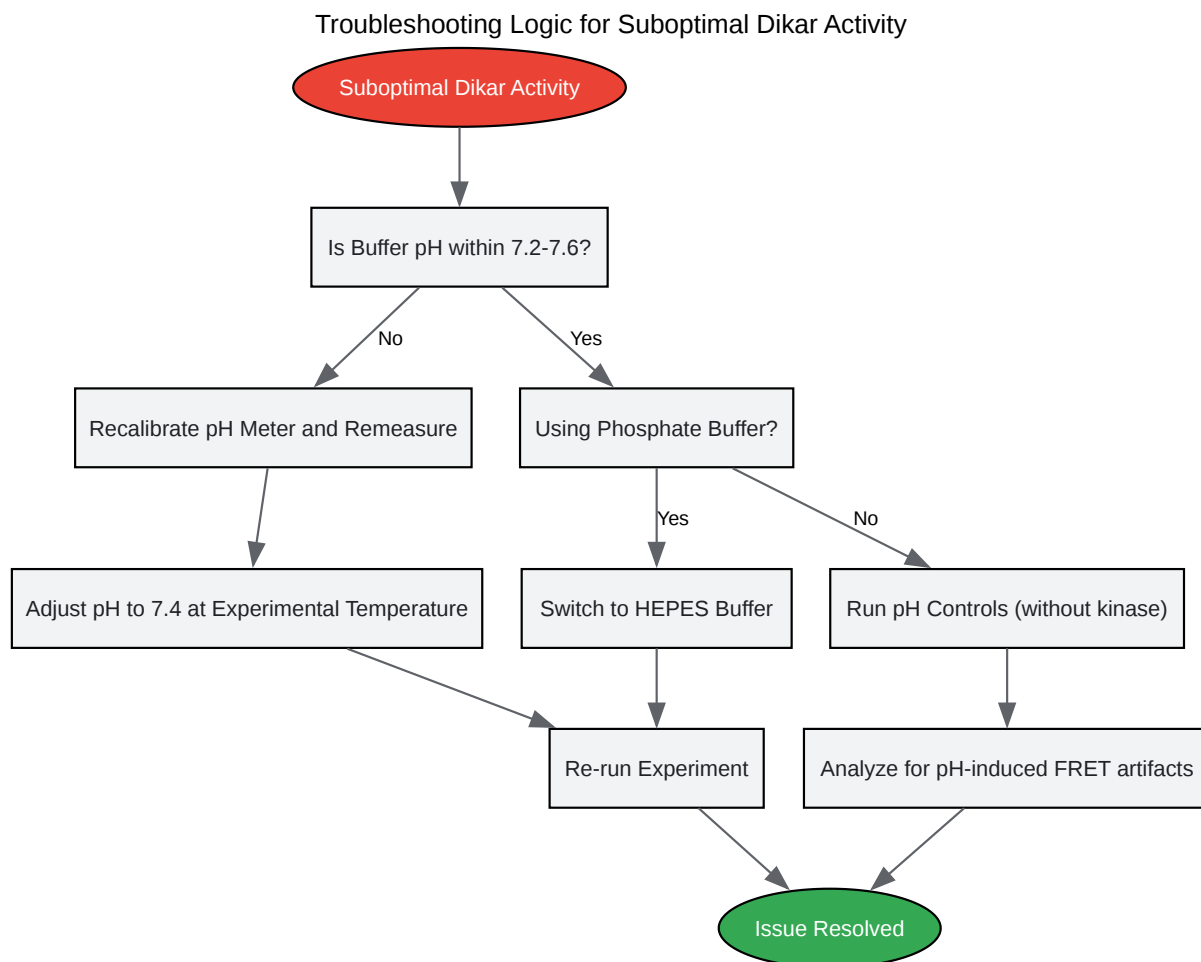 Troubleshooting Logic for Suboptimal Dikar Activity
Suboptimal Dikar Activity
Is Buffer pH within 7.2-7.6?
No
Yes
Recalibrate pH Meter and Remeasure
Using Phosphate Buffer?
Yes
No
Adjust pH to 7.4 at Experimental Temperature
Switch to HEPES Buffer
Run pH Controls (without kinase)
Re-run Experiment
Analyze for pH-induced FRET artifacts
Issue Resolved